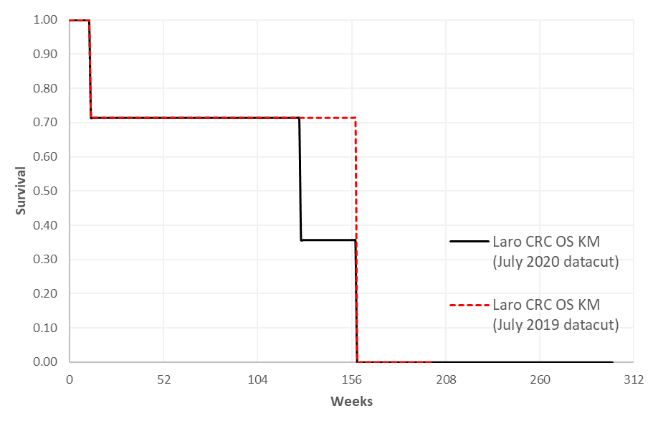 1.00
0.90
0.80
0.70
0.60
0.50
0.40
0.30
0.20
0.10
0.00
Survival
Laro CRC OS KM
(July 2020 datacut)
Laro CRC OS KM
(July 2019 datacut)
0 52 104 156 208 260 312
Weeks